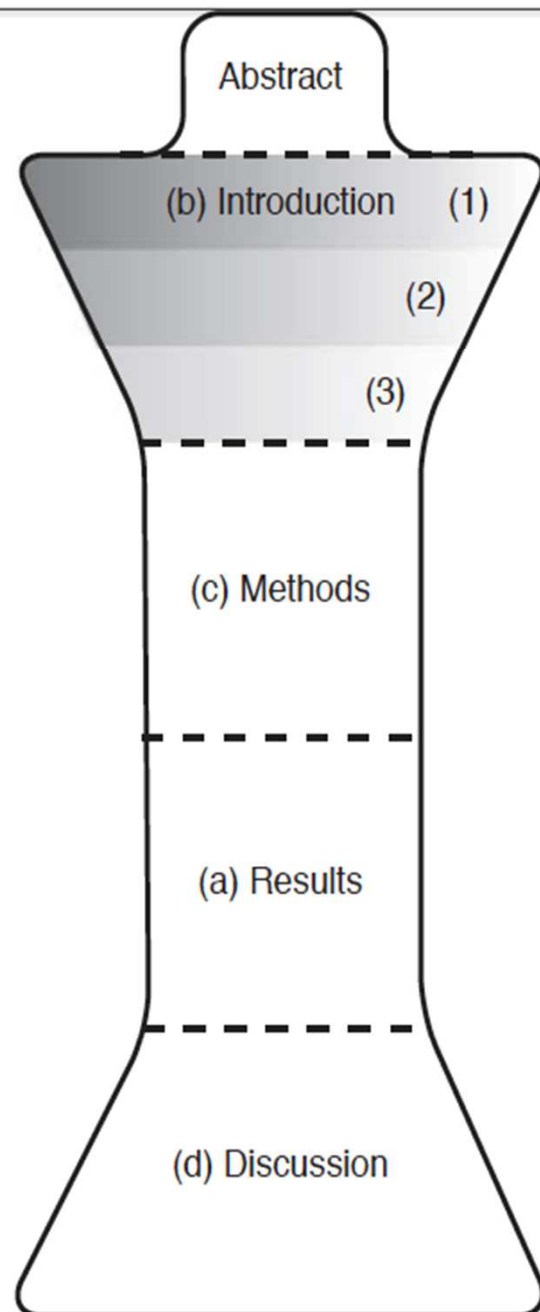 Abstract
(b) Introduction (1)
(2)
(3)
(c) Methods
(a) Results
(d) Discussion